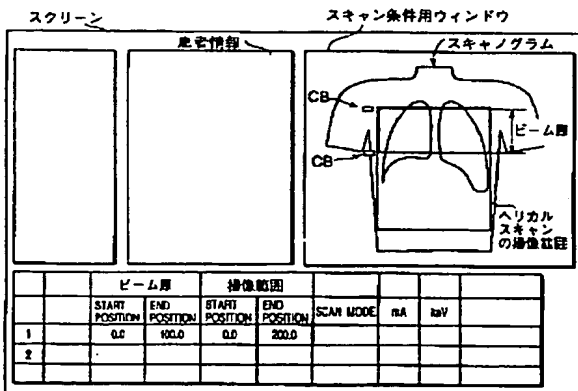 スクリーン
スキャン条件用ウィンドウ
患者情報
スキャノグラム
CB
ビーム厚
CB
ヘリカル
スキャン
の撮像範囲
ビーム厚 撮像範囲
START POSITION END POSITION START POSITION END POSITION SCAN MODE mA keV
1 0.0 100.0 0.0 200.0
2